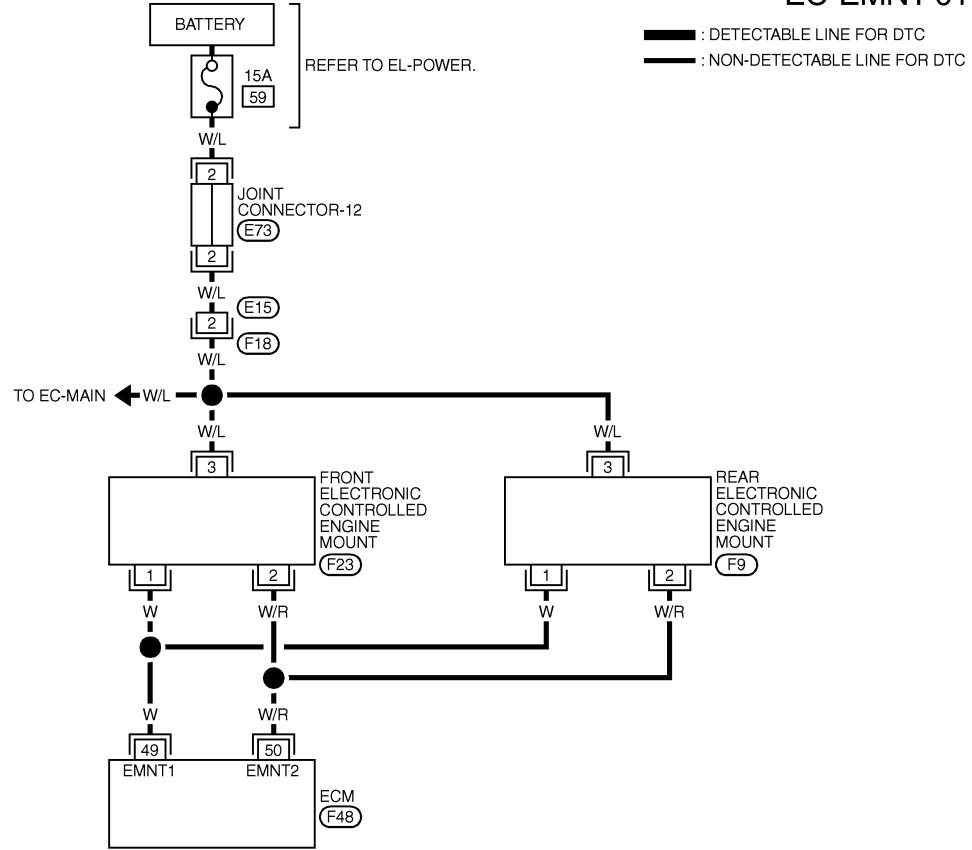 EC-EMNT-01
BATTERY
: DETECTABLE LINE FOR DTC
: NON-DETECTABLE LINE FOR DTC
REFER TO EL-POWER.
15A
59
W/L
2
JOINT
CONNECTOR-12
E73
2
W/L
E15
2
F18
W/L
TO EC-MAIN W/L
W/L W/L
3 3
FRONT
ELECTRONIC
CONTROLLED
ENGINE
MOUNT
F23
REAR
ELECTRONIC
CONTROLLED
ENGINE
MOUNT
F9
1 2 1 2
W W/R W W/R
W W/R
49 50
EMNT1 EMNT2
ECM
F48